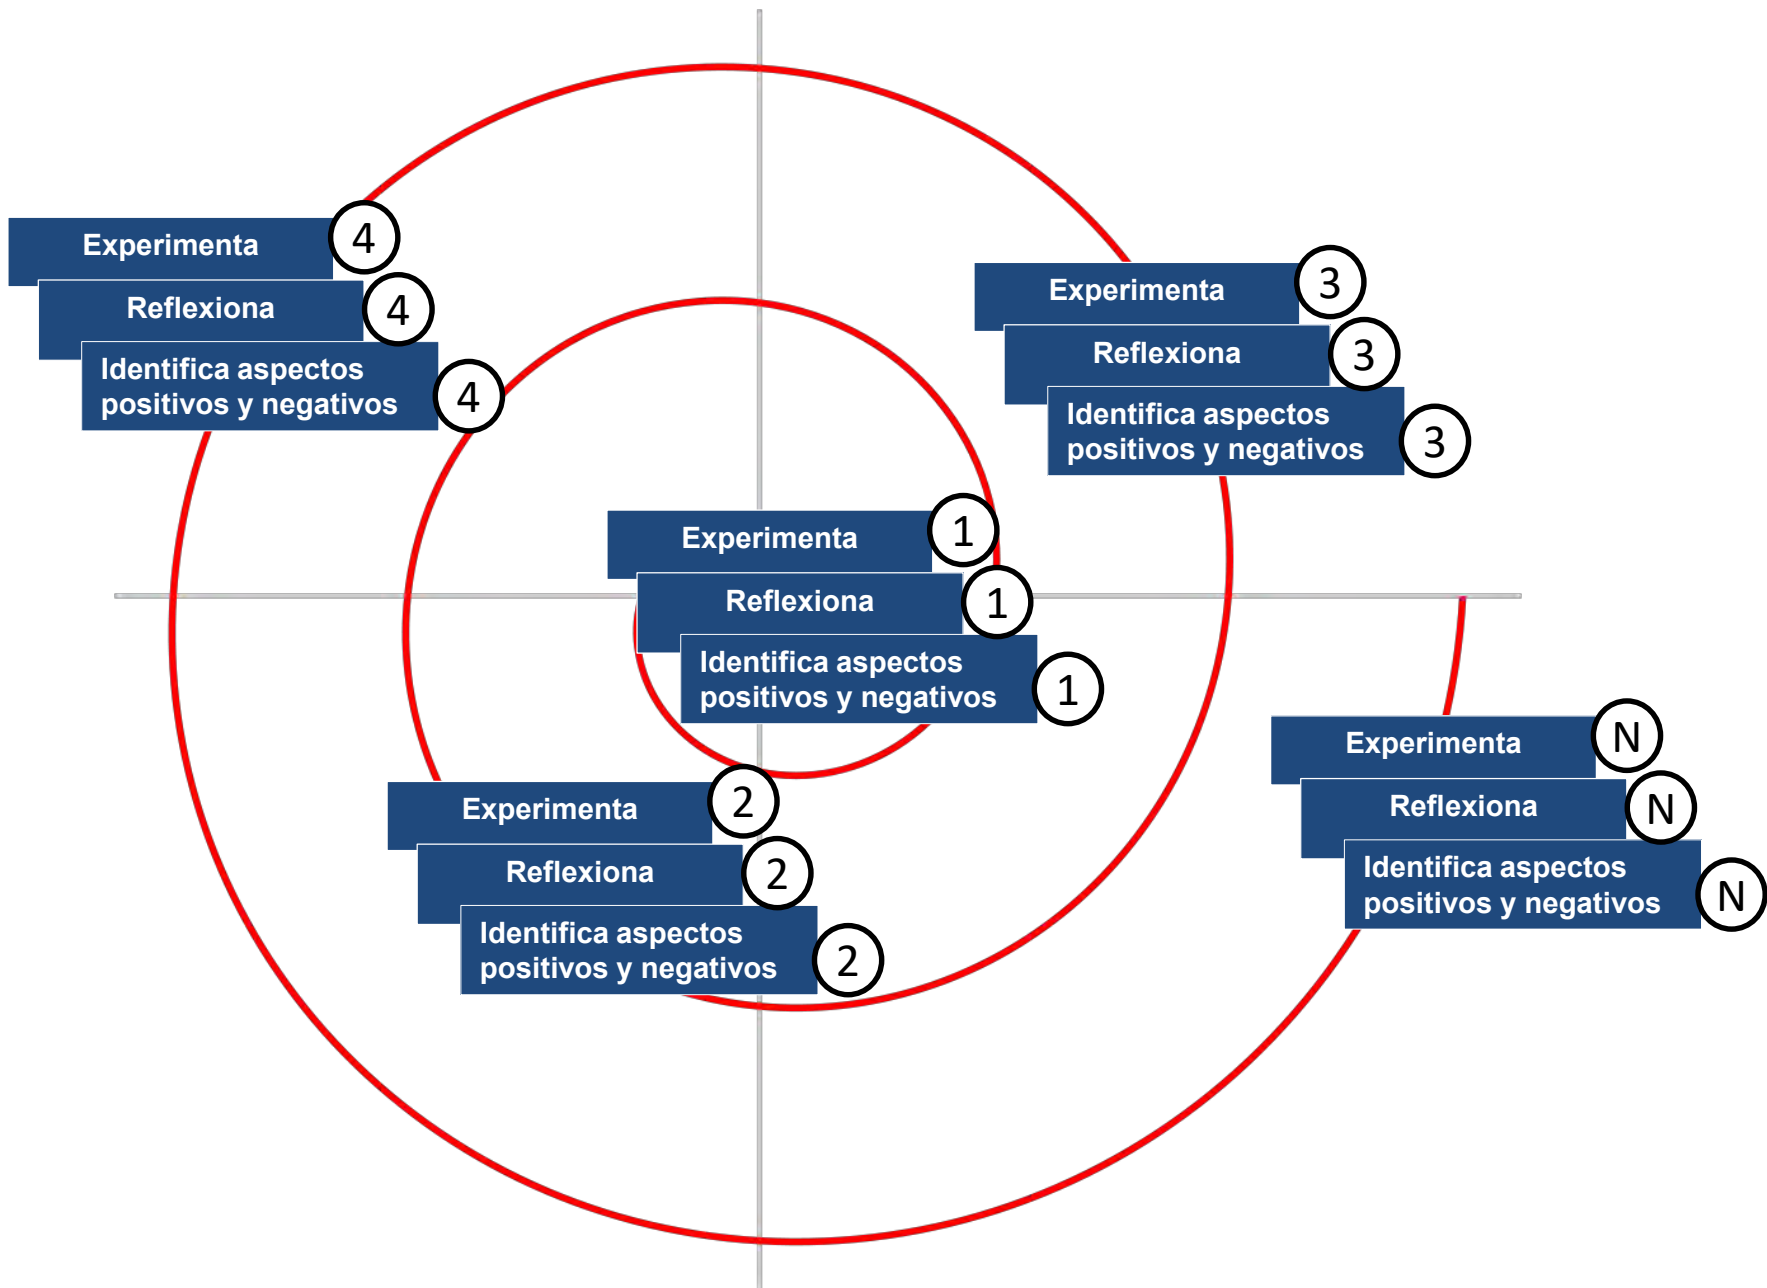 Experimenta 4
Reflexiona 4
Identifica aspectos
positivos y negativos 4
Experimenta 3
Reflexiona 3
Identifica aspectos
positivos y negativos 3
Experimenta 1
Reflexiona 1
Identifica aspectos
positivos y negativos 1
Experimenta 2
Reflexiona 2
Identifica aspectos
positivos y negativos 2
Experimenta N
Reflexiona N
Identifica aspectos
positivos y negativos N